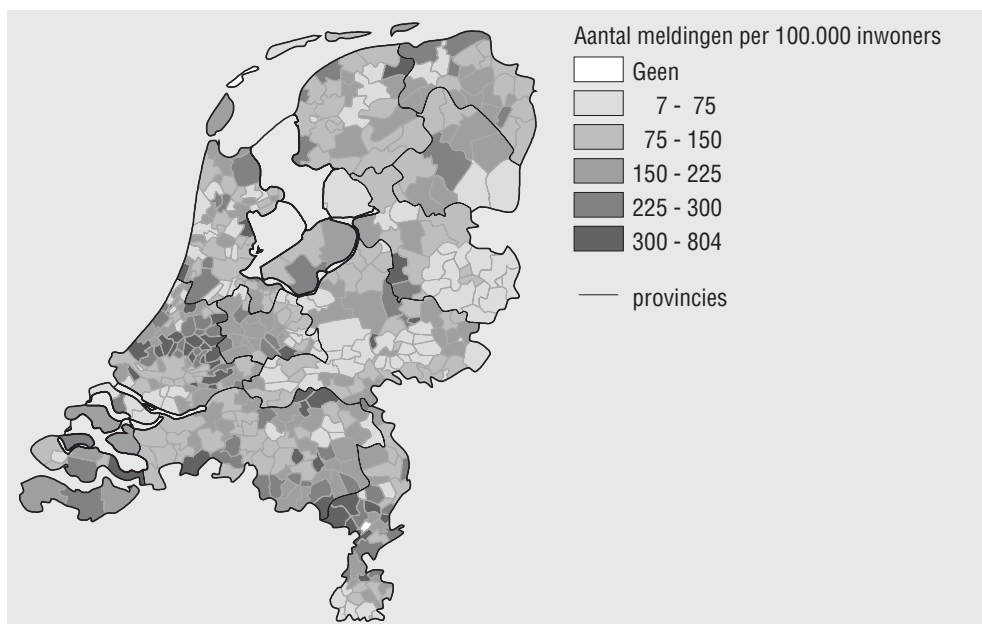 Aantal meldingen per 100.000 inwoners
Geen
7 - 75
75 - 150
150 - 225
225 - 300
300 - 804
provincies